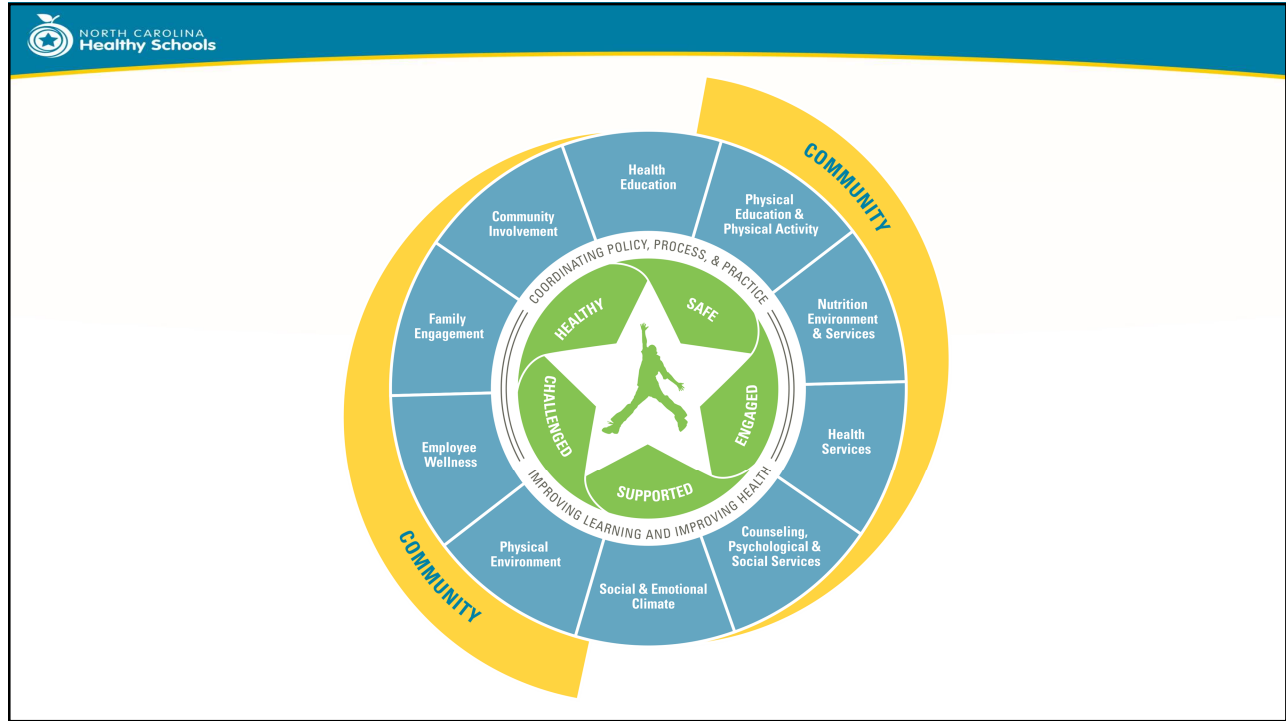 NORTH CAROLINA
Healthy Schools
COMMUNITY
Health
Education
Physical
Education &
Physical Activity
Nutrition
Environment
& Services
Health
Services
Counseling,
Psychological &
Social Services
Social & Emotional
Climate
Physical
Environment
Employee
Wellness
Family
Engagement
Community
Involvement
COORDINATING POLICY, PROCESS, & PRACTICE
IMPROVING LEARNING AND IMPROVING HEALTH
HEALTHY
SAFE
ENGAGED
SUPPORTED
CHALLENGED
COMMUNITY